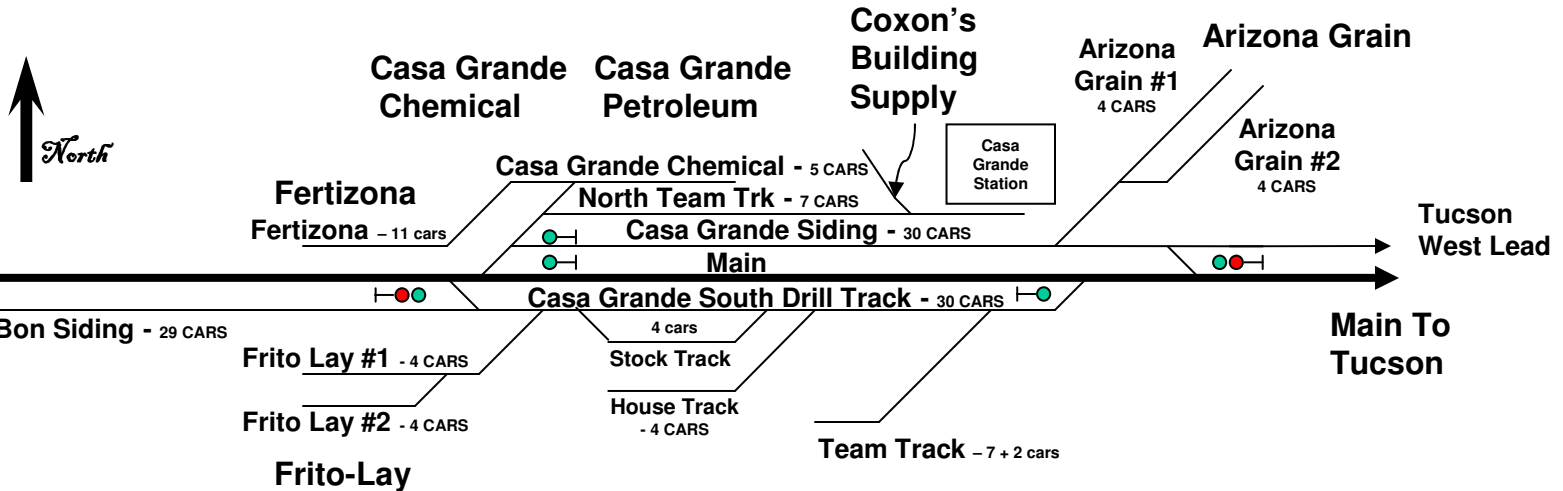 Coxon's
Building
Supply
Arizona Grain
Arizona
Grain #1
4 CARS
Casa Grande
Chemical
Casa Grande
Petroleum
North
Casa
Grande
Station
Arizona
Grain #2
4 CARS
Casa Grande Chemical - 5 CARS
Fertizona
North Team Trk - 7 CARS
Fertizona – 11 cars
Casa Grande Siding - 30 CARS
Tucson
West Lead
Main
Casa Grande South Drill Track - 30 CARS
Bon Siding - 29 CARS
4 cars
Stock Track
Main To
Tucson
Frito Lay #1 - 4 CARS
House Track
- 4 CARS
Frito Lay #2 - 4 CARS
Team Track – 7 + 2 cars
Frito-Lay